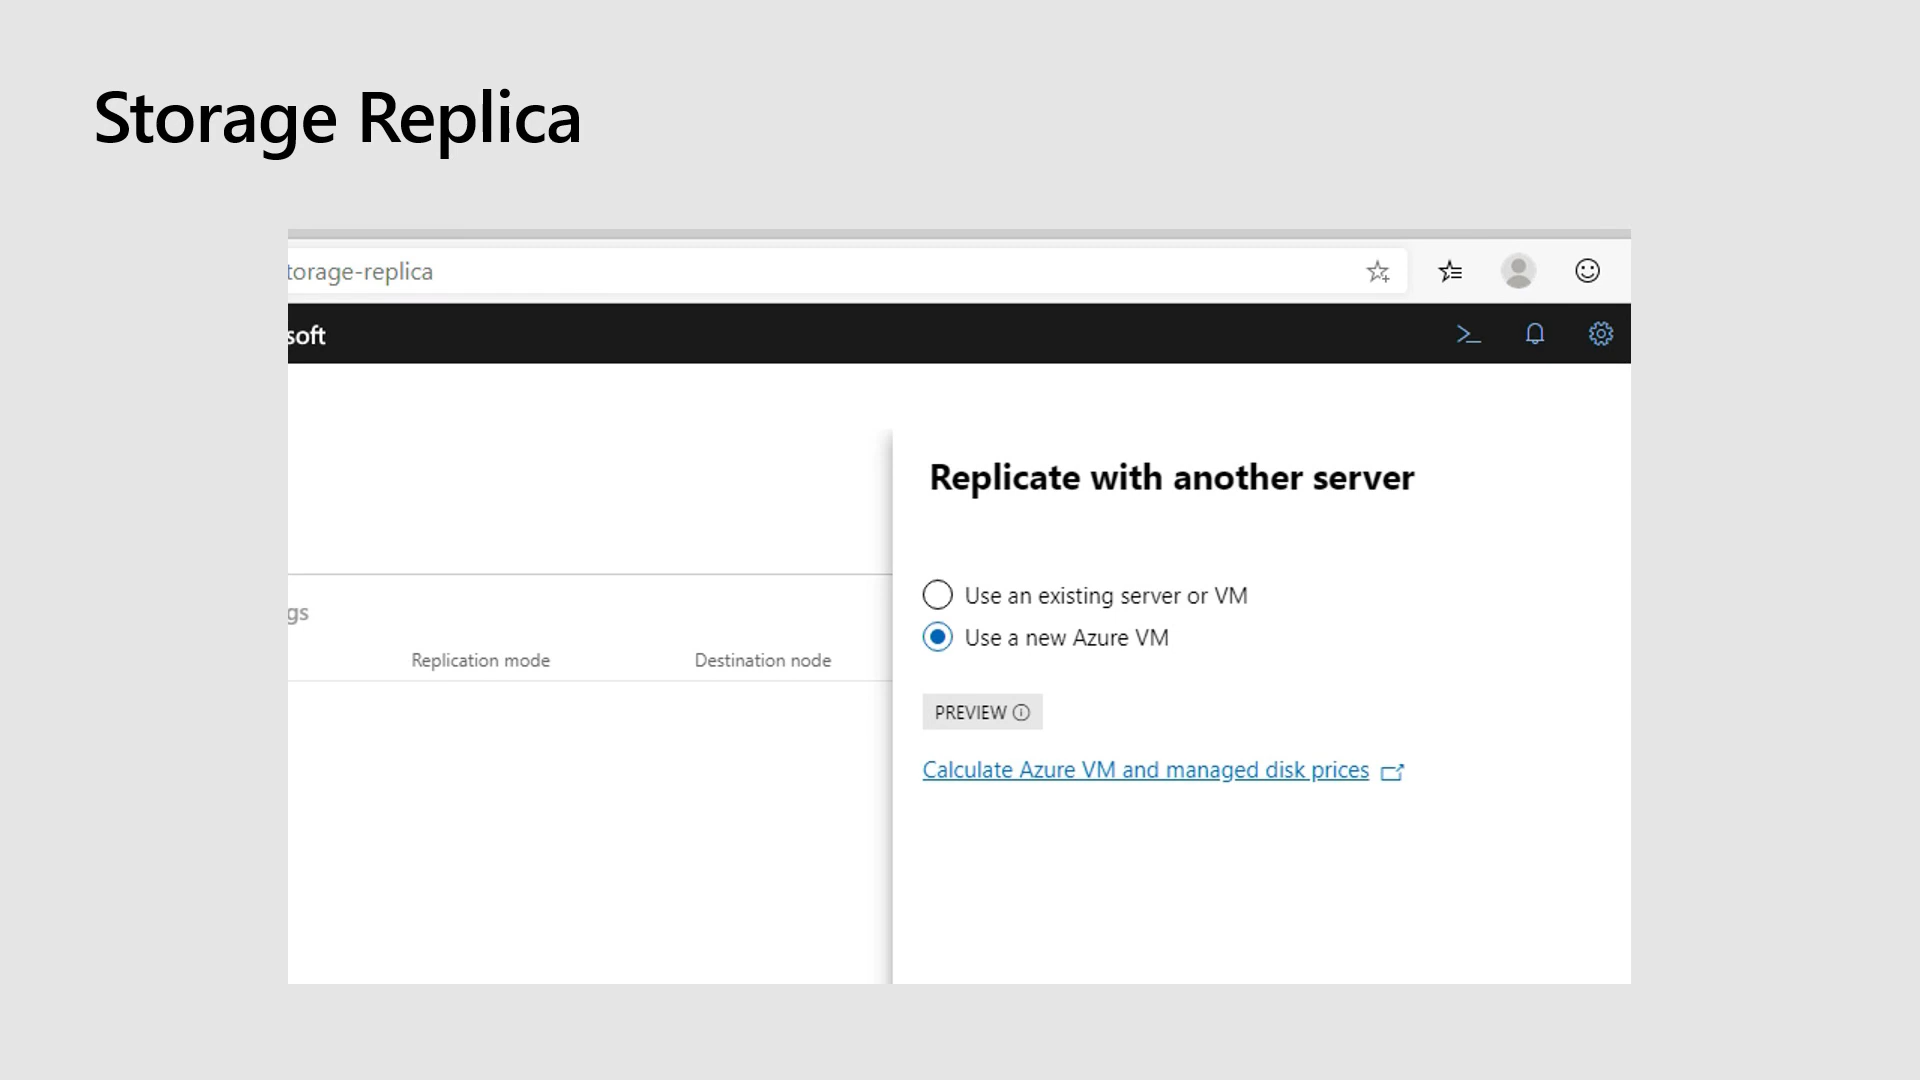 Storage Replica
torage-replica
soft
Replicate with another server
Use an existing server or VM
Use a new Azure VM
gs
Replication mode
Destination node
PREVIEW
Calculate Azure VM and managed disk prices